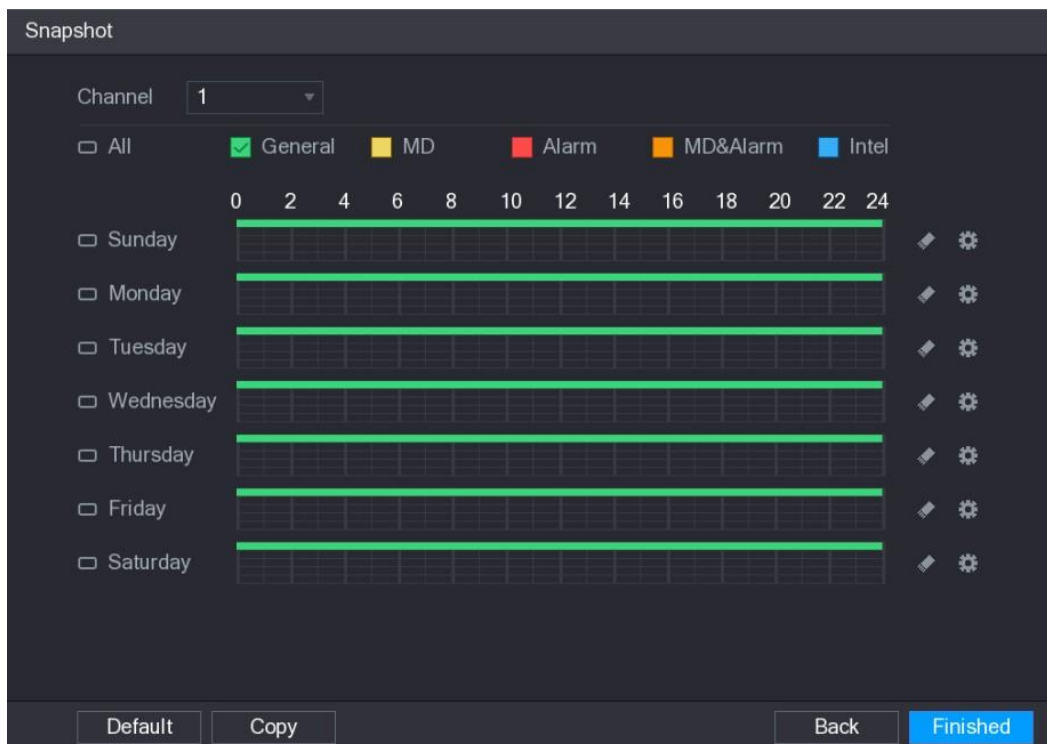 Snapshot
Channel 1
All General MD Alarm MD&Alarm Intel
0 2 4 6 8 10 12 14 16 18 20 22 24
Sunday
Monday
Tuesday
Wednesday
Thursday
Friday
Saturday
Default Copy Back Finished